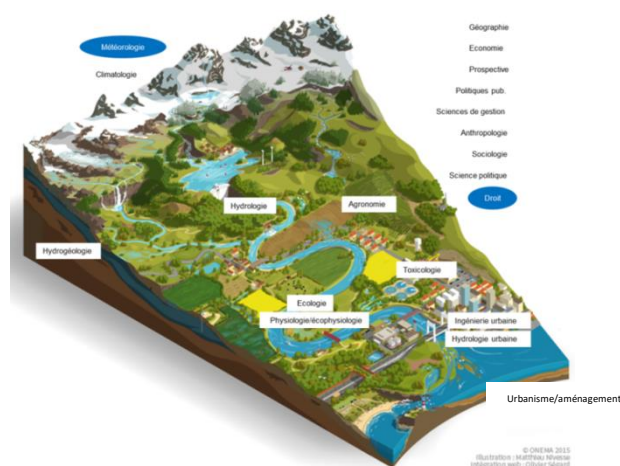 Géographie
Météorologie
Economie
Climatologie
Prospective
Politiques pub.
Sciences de gestion
Anthropologie
Sociologie
Science politique
Droit
Hydrologie
Agronomie
Hydrogéologie
Toxicologie
Ecologie
Physiologie/écophysiologie
Ingénierie urbaine
Hydrologie urbaine
Urbanisme/aménagement
© ONEMA 2015
Illustration : Matthieu Nivesse